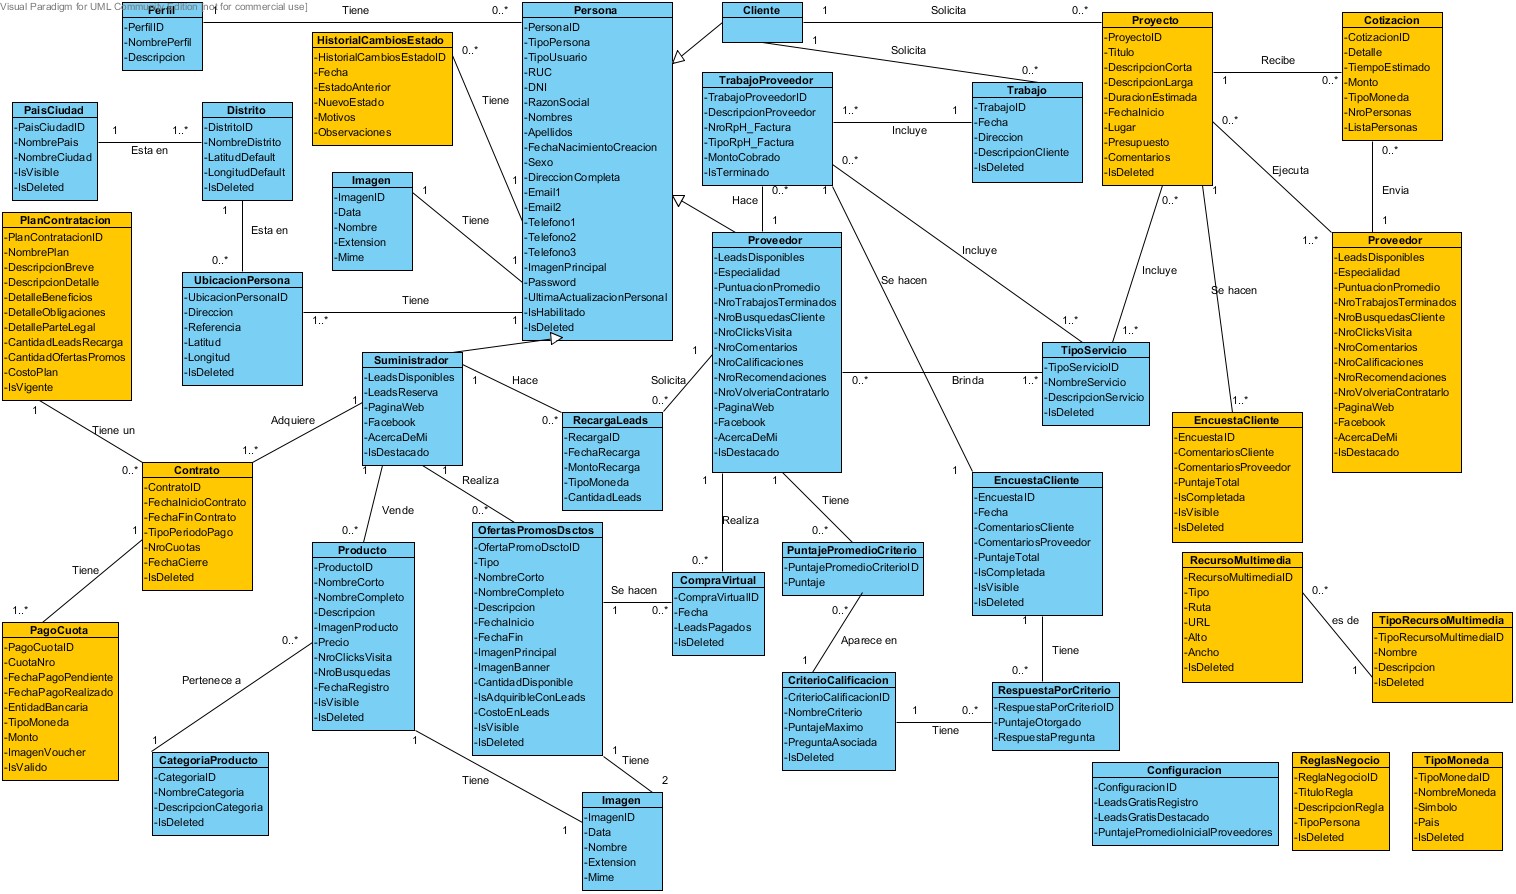 Visual Paradigm for UML Community Edition [not for commercial use]
Perfil
-PerfilID
-NombrePerfil
-Descripcion
1
Tiene
0..*
Persona
-PersonaID
-TipoPersona
-TipoUsuario
-RUC
-DNI
-RazonSocial
-Nombres
-Apellidos
-FechaNacimientoCreacion
-Sexo
-DireccionCompleta
-Email1
-Email2
-Telefono1
-Telefono2
-Telefono3
-ImagenPrincipal
-Password
-UltimaActualizacionPersonal
-IsHabilitado
-IsDeleted
Cliente
1
Solicita
0..*
1
Solicita
0..*
Proyecto
-ProyectoID
-Titulo
-DescripcionCorta
-DescripcionLarga
-DuracionEstimada
-FechaInicio
-Lugar
-Presupuesto
-Comentarios
-IsDeleted
1
Recibe
0..*
Cotizacion
-CotizacionID
-Detalle
-TiempoEstimado
-Monto
-TipoMoneda
-NroPersonas
-ListaPersonas
0..*
Envia
1
HistorialCambiosEstado
-HistorialCambiosEstadoID
-Fecha
-EstadoAnterior
-NuevoEstado
-Motivos
-Observaciones
0..*
Tiene
1
TrabajoProveedor
-TrabajoProveedorID
-DescripcionProveedor
-NroRpH_Factura
-TipoRpH_Factura
-MontoCobrado
-IsTerminado
1..*
Incluye
1
Trabajo
-TrabajoID
-Fecha
-Direccion
-DescripcionCliente
-IsDeleted
PaisCiudad
-PaisCiudadID
-NombrePais
-NombreCiudad
-IsVisible
-IsDeleted
1
Esta en
1..*
Distrito
-DistritoID
-NombreDistrito
-LatitudDefault
-LongitudDefault
-IsDeleted
1
Esta en
0..*
Imagen
-ImagenID
-Data
-Nombre
-Extension
-Mime
1
Tiene
1
0..*
Hace
1
0..*
Incluye
1..*
1
Se hacen
1
0..*
Ejecuta
1..*
0..*
Incluye
1..*
1
Se hacen
1..*
PlanContratacion
-PlanContratacionID
-NombrePlan
-DescripcionBreve
-DescripcionDetalle
-DetalleBeneficios
-DetalleObligaciones
-DetalleParteLegal
-CantidadLeadsRecarga
-CantidadOfertasPromos
-CostoPlan
-IsVigente
UbicacionPersona
-UbicacionPersonaID
-Direccion
-Referencia
-Latitud
-Longitud
-IsDeleted
1..*
Tiene
1
Proveedor
-LeadsDisponibles
-Especialidad
-PuntuacionPromedio
-NroTrabajosTerminados
-NroBusquedasCliente
-NroClicksVisita
-NroComentarios
-NroCalificaciones
-NroRecomendaciones
-NroVolveriaContratarlo
-PaginaWeb
-Facebook
-AcercaDeMi
-IsDestacado
Proveedor
-LeadsDisponibles
-Especialidad
-PuntuacionPromedio
-NroTrabajosTerminados
-NroBusquedasCliente
-NroClicksVisita
-NroComentarios
-NroCalificaciones
-NroRecomendaciones
-NroVolveriaContratarlo
-PaginaWeb
-Facebook
-AcercaDeMi
-IsDestacado
0..*
Brinda
1..*
TipoServicio
-TipoServicioID
-NombreServicio
-DescripcionServicio
-IsDeleted
Suministrador
-LeadsDisponibles
-LeadsReserva
-PaginaWeb
-Facebook
-AcercaDeMi
-IsDestacado
1
Hace
0..*
1
Solicita
0..*
RecargaLeads
-RecargaID
-FechaRecarga
-MontoRecarga
-TipoMoneda
-CantidadLeads
1
Adquiere
1..*
1
Tiene un
0..*
Contrato
-ContratoID
-FechaInicioContrato
-FechaFinContrato
-TipoPeriodoPago
-NroCuotas
-FechaCierre
-IsDeleted
1
Tiene
1..*
EncuestaCliente
-EncuestaID
-ComentariosCliente
-ComentariosProveedor
-PuntajeTotal
-IsCompletada
-IsVisible
-IsDeleted
1
Vende
0..*
1
Realiza
0..*
1
Realiza
0..*
1
Tiene
0..*
EncuestaCliente
-EncuestaID
-Fecha
-ComentariosCliente
-ComentariosProveedor
-PuntajeTotal
-IsCompletada
-IsVisible
-IsDeleted
Producto
-ProductoID
-NombreCorto
-NombreCompleto
-Descripcion
-ImagenProducto
-Precio
-NroClicksVisita
-NroBusquedas
-FechaRegistro
-IsVisible
-IsDeleted
OfertasPromosDsctos
-OfertaPromoDsctoID
-Tipo
-NombreCorto
-NombreCompleto
-Descripcion
-FechaInicio
-FechaFin
-ImagenPrincipal
-ImagenBanner
-CantidadDisponible
-IsAdquiribleConLeads
-CostoEnLeads
-IsVisible
-IsDeleted
Se hacen
1
0..*
CompraVirtual
-CompraVirtualID
-Fecha
-LeadsPagados
-IsDeleted
PuntajePromedioCriterio
-PuntajePromedioCriterioID
-Puntaje
0..*
Aparece en
1
RecursoMultimedia
-RecursoMultimediaID
-Tipo
-Ruta
-URL
-Alto
-Ancho
-IsDeleted
0..*
es de
1
TipoRecursoMultimedia
-TipoRecursoMultimediaID
-Nombre
-Descripcion
-IsDeleted
PagoCuota
-PagoCuotaID
-CuotaNro
-FechaPagoPendiente
-FechaPagoRealizado
-EntidadBancaria
-TipoMoneda
-Monto
-ImagenVoucher
-IsValido
0..*
Pertenece a
1
CategoriaProducto
-CategoriaID
-NombreCategoria
-DescripcionCategoria
-IsDeleted
1
Tiene
0..*
CriterioCalificacion
-CriterioCalificacionID
-NombreCriterio
-PuntajeMaximo
-PreguntaAsociada
-IsDeleted
1
Tiene
0..*
RespuestaPorCriterio
-RespuestaPorCriterioID
-PuntajeOtorgado
-RespuestaPregunta
1
Tiene
1
1
Tiene
2
Imagen
-ImagenID
-Data
-Nombre
-Extension
-Mime
Configuracion
-ConfiguracionID
-LeadsGratisRegistro
-LeadsGratisDestacado
-PuntajePromedioInicialProveedores
ReglasNegocio
-ReglaNegocioID
-TituloRegla
-DescripcionRegla
-TipoPersona
-IsDeleted
TipoMoneda
-TipoMonedaID
-NombreMoneda
-Simbolo
-Pais
-IsDeleted